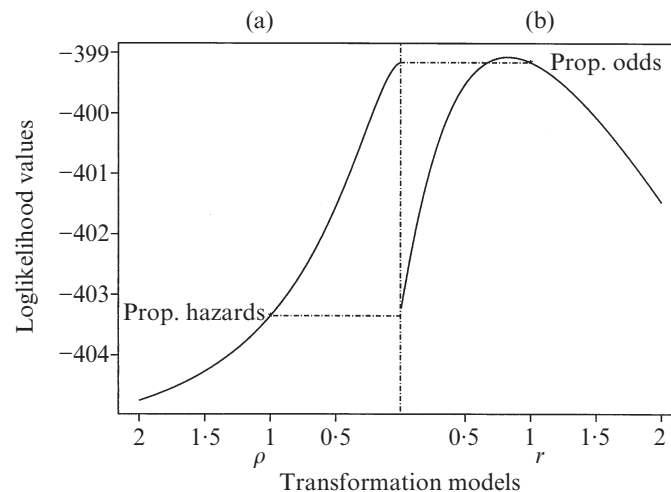 (a) (b)
−399
−400
−401
−402
−403
−404
Loglikelihood values
Prop. odds
Prop. hazards
2 1·5 1 0·5 0·5 1 1·5 2
ρ r
Transformation models